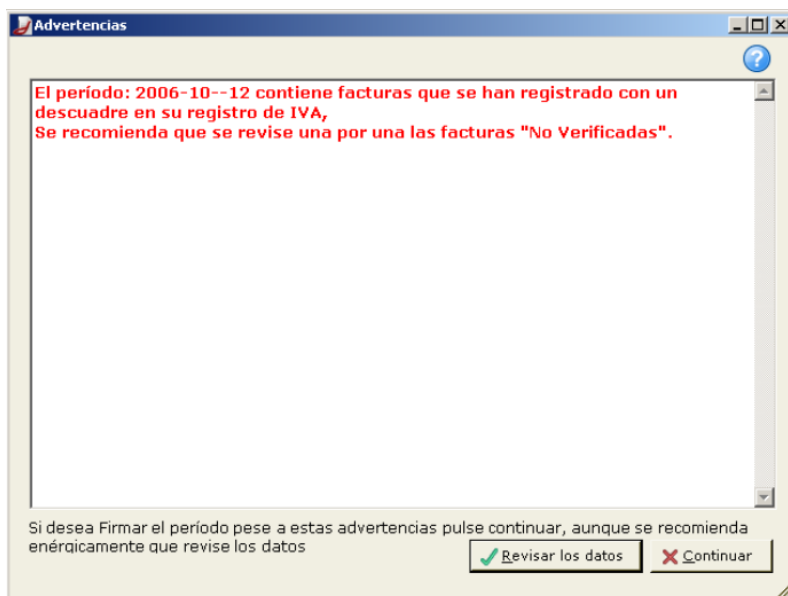 Advertencias
El período: 2006-10--12 contiene facturas que se han registrado con un
descuadre en su registro de IVA,
Se recomienda que se revise una por una las facturas "No Verificadas".
Si desea Firmar el período pese a estas advertencias pulse continuar, aunque se recomienda
enérgicamente que revise los datos
Revisar los datos
Continuar